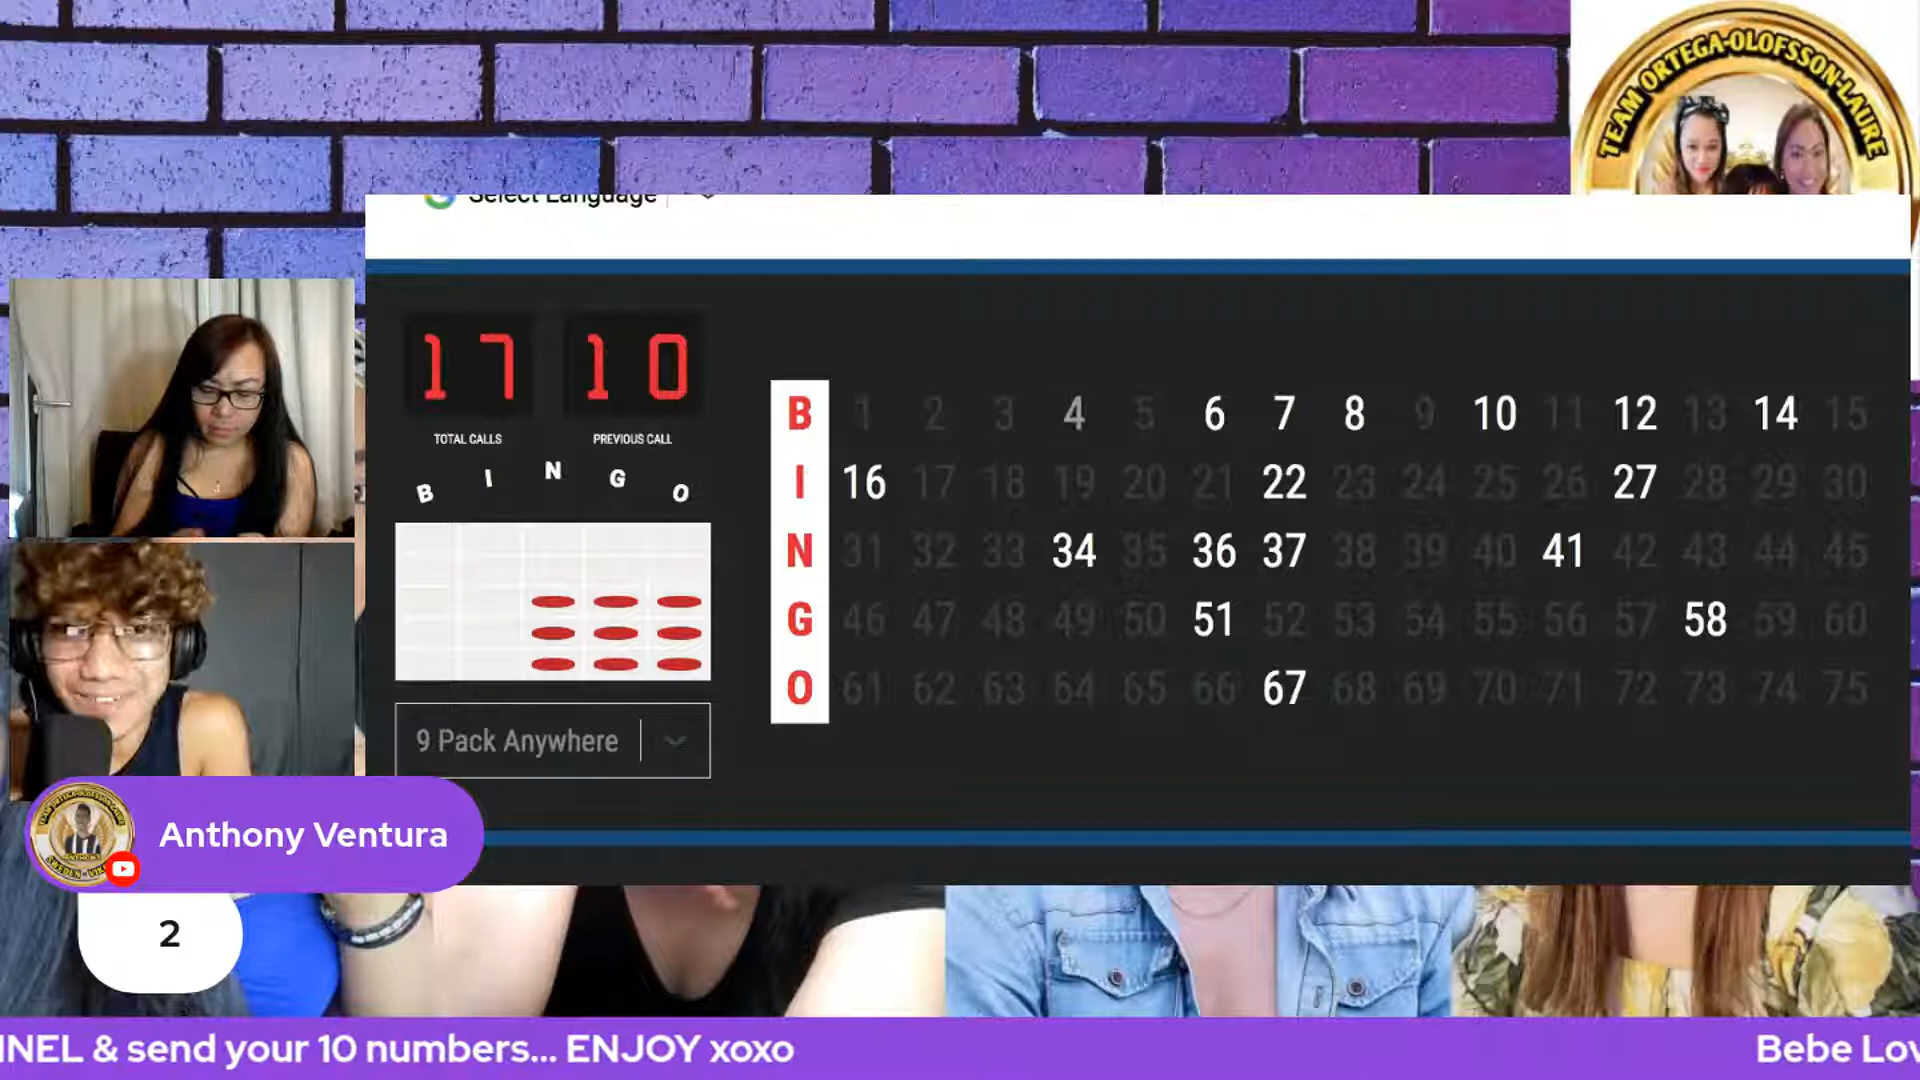 TEAM ORTEGA-OLOFSSON-LAURE
Select Language
17 10
TOTAL CALLS PREVIOUS CALL
B I N G O
9 Pack Anywhere
B 1 2 3 4 5 6 7 8 9 10 11 12 13 14 15
I 16 17 18 19 20 21 22 23 24 25 26 27 28 29 30
N 31 32 33 34 35 36 37 38 39 40 41 42 43 44 45
G 46 47 48 49 50 51 52 53 54 55 56 57 58 59 60
O 61 62 63 64 65 66 67 68 69 70 71 72 73 74 75
Anthony Ventura
2
NNEL & send your 10 numbers... ENJOY xoxo
Bebe Lov